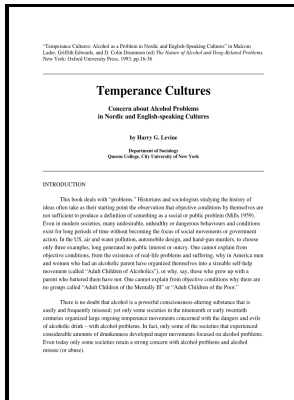 "Temperance Cultures: Alcohol as a Problem in Nordic and English-Speaking Cultures" in Malcom
Lader, Griffith Edwards, and D. Colin Drummon (ed) The Nature of Alcohol and Drug-Related Problems.
New York: Oxford University Press, 1993, pp.16-36
Temperance Cultures
Concern about Alcohol Problems
in Nordic and English-speaking Cultures
by Harry G. Levine
Department of Sociology
Queens College, City University of New York
INTRODUCTION
This book deals with "problems." Historians and sociologists studying the history of
ideas often take as their starting point the observation that objective conditions by themselves are
not sufficient to produce a definition of something as a social or public problem (Mills 1959).
Even in modern societies, many undesirable, unhealthy or dangerous behaviours and conditions
exist for long periods of time without becoming the focus of social movements or government
action. In the US, air and water pollution, automobile design, and hand-gun murders, to choose
only three examples, long generated no public interest or outcry. One cannot explain from
objective conditions, from the existence of real-life problems and suffering, why in America men
and women who had an alcoholic parent have organized themselves into a sizeable self-help
movement (called "Adult Children of Alcoholics"), or why, say, those who grew up with a
parent who battered them have not. One cannot explain from objective conditions why there are
no groups called "Adult Children of the Mentally Ill" or "Adult Children of the Poor."
There is no doubt that alcohol is a powerful consciousness-altering substance that is
easily and frequently misused; yet only some societies in the nineteenth or early twentieth
centuries organized large ongoing temperance movements concerned with the dangers and evils
of alcoholic drink – with alcohol problems. In fact, only some of the societies that experienced
considerable amounts of drunkenness developed major movements focused on alcohol problems.
Even today only some societies retain a strong concern with alcohol problems and alcohol
misuse (or abuse).